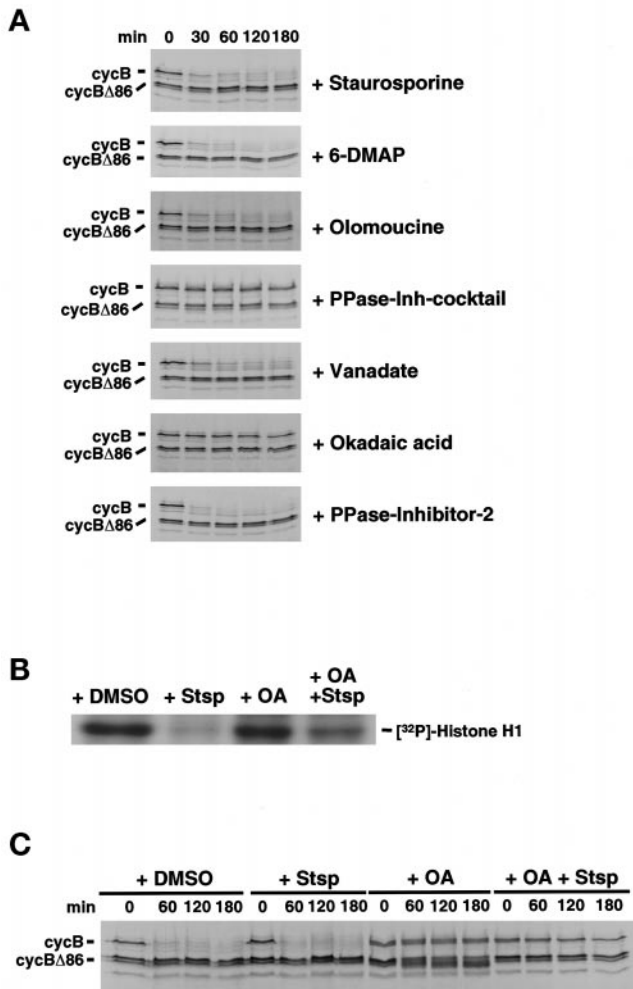 A
min 0 30 60 120 180
cycB
cycBΔ86
+ Staurosporine
cycB
cycBΔ86
+ 6-DMAP
cycB
cycBΔ86
+ Olomoucine
cycB
cycBΔ86
+ PPase-Inh-cocktail
cycB
cycBΔ86
+ Vanadate
cycB
cycBΔ86
+ Okadaic acid
cycB
cycBΔ86
+ PPase-Inhibitor-2
B
+ DMSO + Stsp + OA + OA
+Stsp
[³²P]-Histone H1
C
+ DMSO + Stsp + OA + OA + Stsp
min 0 60 120 180 0 60 120 180 0 60 120 180 0 60 120 180
cycB
cycBΔ86